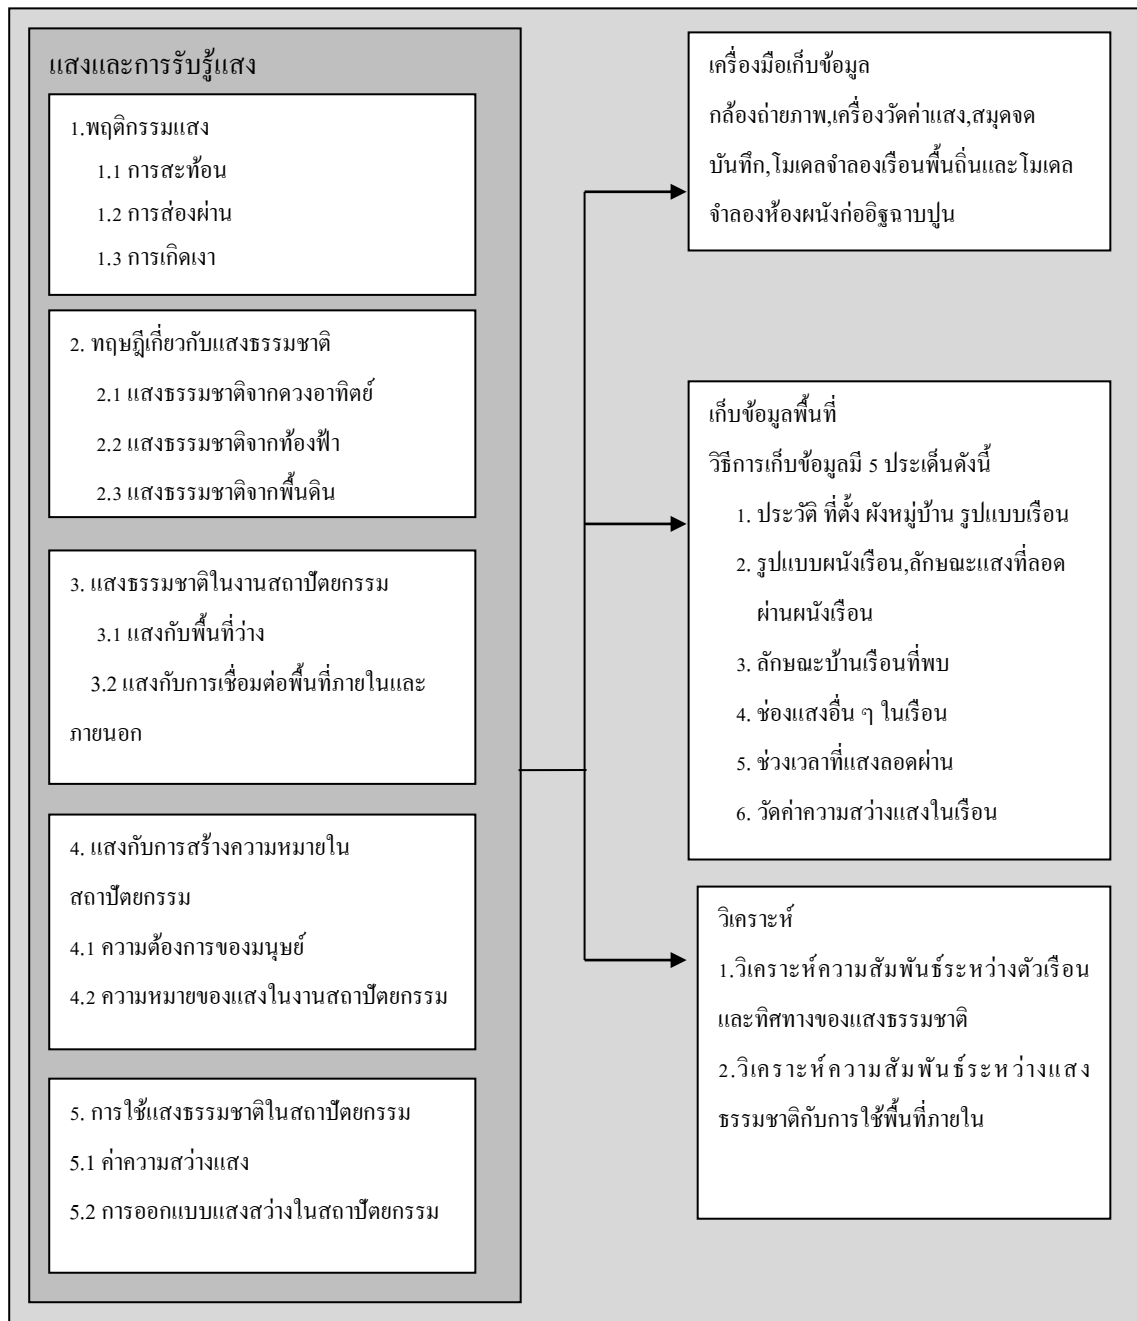 แสงและการรับรู้แสง
1.พฤติกรรมแสง
1.1 การสะท้อน
1.2 การส่องผ่าน
1.3 การเกิดเงา
2. ทฤษฎีเกี่ยวกับแสงธรรมชาติ
2.1 แสงธรรมชาติจากดวงอาทิตย์
2.2 แสงธรรมชาติจากท้องฟ้า
2.3 แสงธรรมชาติจากพื้นดิน
3. แสงธรรมชาติในงานสถาปัตยกรรม
3.1 แสงกับพื้นที่ว่าง
3.2 แสงกับการเชื่อมต่อพื้นที่ภายในและ
ภายนอก
4. แสงกับการสร้างความหมายใน
สถาปัตยกรรม
4.1 ความต้องการของมนุษย์
4.2 ความหมายของแสงในงานสถาปัตยกรรม
5. การใช้แสงธรรมชาติในสถาปัตยกรรม
5.1 ค่าความสว่างแสง
5.2 การออกแบบแสงสว่างในสถาปัตยกรรม
เครื่องมือเก็บข้อมูล
กล้องถ่ายภาพ,เครื่องวัดค่าแสง,สมุดจด
บันทึก,โมเดลจำลองเรือนพื้นถิ่นและโมเดล
จำลองห้องผนังก่ออิฐฉาบปูน
เก็บข้อมูลพื้นที่
วิธีการเก็บข้อมูลมี 5 ประเด็นดังนี้
1. ประวัติ ที่ตั้ง ผังหมู่บ้าน รูปแบบเรือน
2. รูปแบบผนังเรือน,ลักษณะแสงที่ลอด
ผ่านผนังเรือน
3. ลักษณะบ้านเรือนที่พบ
4. ช่องแสงอื่น ๆ ในเรือน
5. ช่วงเวลาที่แสงลอดผ่าน
6. วัดค่าความสว่างแสงในเรือน
วิเคราะห์
1.วิเคราะห์ความสัมพันธ์ระหว่างตัวเรือน
และทิศทางของแสงธรรมชาติ
2.วิเคราะห์ความสัมพันธ์ระหว่างแสง
ธรรมชาติกับการใช้พื้นที่ภายใน